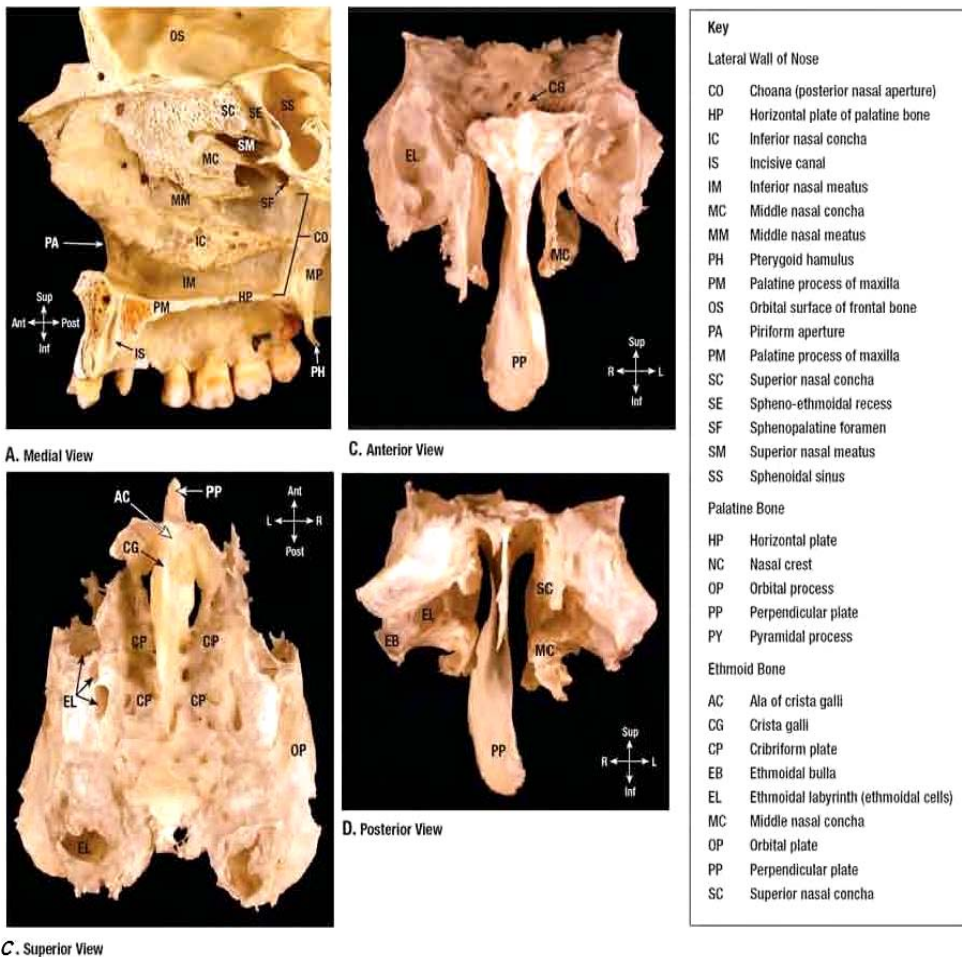 OS
SC
SE
SS
SM
MC
MM
SF
PA
IC
CO
IM
MP
HP
PM
Sup
Ant
Post
Inf
IS
PH
A. Medial View
CG
EL
MC
PP
Sup
R
L
Inf
C. Anterior View
PP
AC
Ant
L
R
Post
CG
CP
CP
EL
CP
CP
OP
EL
C. Superior View
SC
EL
EB
MC
PP
Sup
R
L
Inf
D. Posterior View
Key
Lateral Wall of Nose
CO Choana (posterior nasal aperture)
HP Horizontal plate of palatine bone
IC Inferior nasal concha
IS Incisive canal
IM Inferior nasal meatus
MC Middle nasal concha
MM Middle nasal meatus
PH Pterygoid hamulus
PM Palatine process of maxilla
OS Orbital surface of frontal bone
PA Piriform aperture
PM Palatine process of maxilla
SC Superior nasal concha
SE Spheno-ethmoidal recess
SF Sphenopalatine foramen
SM Superior nasal meatus
SS Sphenoidal sinus
Palatine Bone
HP Horizontal plate
NC Nasal crest
OP Orbital process
PP Perpendicular plate
PY Pyramidal process
Ethmoid Bone
AC Ala of crista galli
CG Crista galli
CP Cribriform plate
EB Ethmoidal bulla
EL Ethmoidal labyrinth (ethmoidal cells)
MC Middle nasal concha
OP Orbital plate
PP Perpendicular plate
SC Superior nasal concha